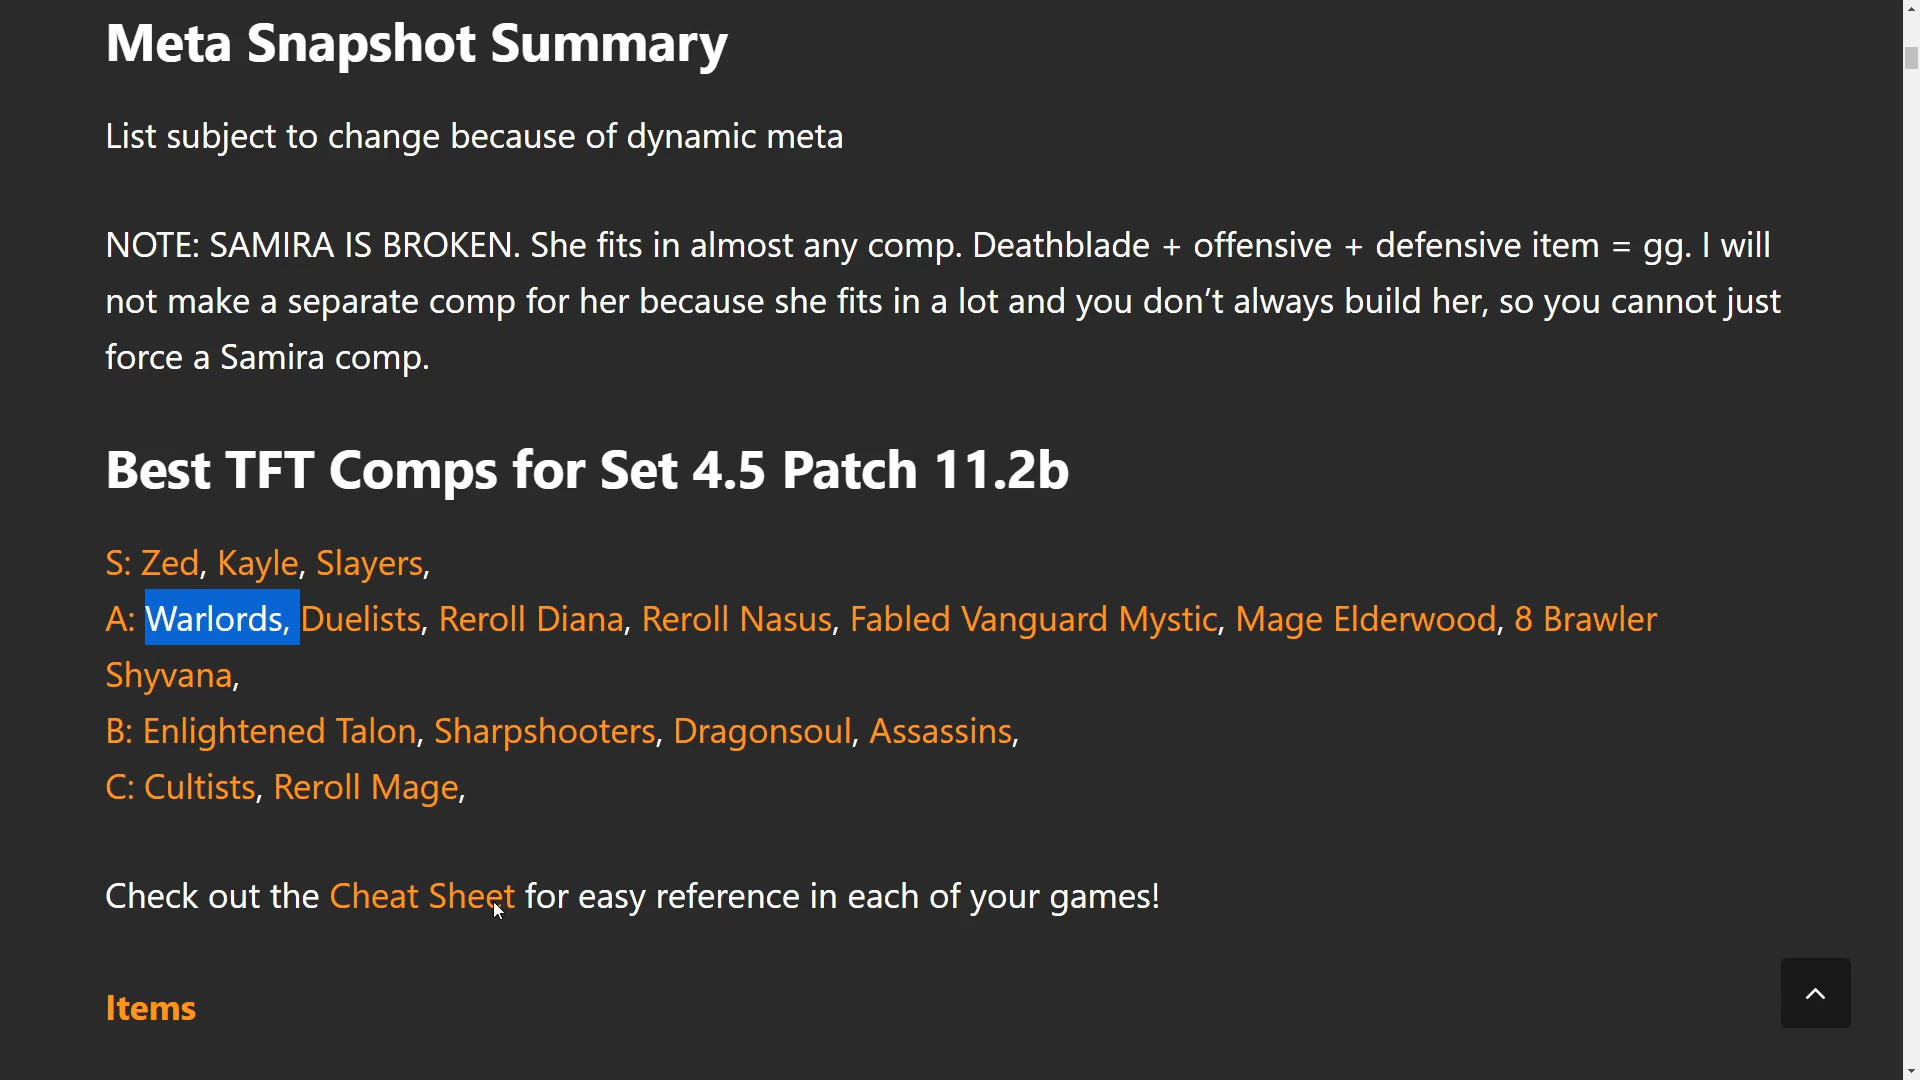 Meta Snapshot Summary
List subject to change because of dynamic meta
NOTE: SAMIRA IS BROKEN. She fits in almost any comp. Deathblade + offensive + defensive item = gg. I will
not make a separate comp for her because she fits in a lot and you don’t always build her, so you cannot just
force a Samira comp.
Best TFT Comps for Set 4.5 Patch 11.2b
S: Zed, Kayle, Slayers,
A: Warlords, Duelists, Reroll Diana, Reroll Nasus, Fabled Vanguard Mystic, Mage Elderwood, 8 Brawler
Shyvana,
B: Enlightened Talon, Sharpshooters, Dragonsoul, Assassins,
C: Cultists, Reroll Mage,
Check out the Cheat Sheet for easy reference in each of your games!
Items